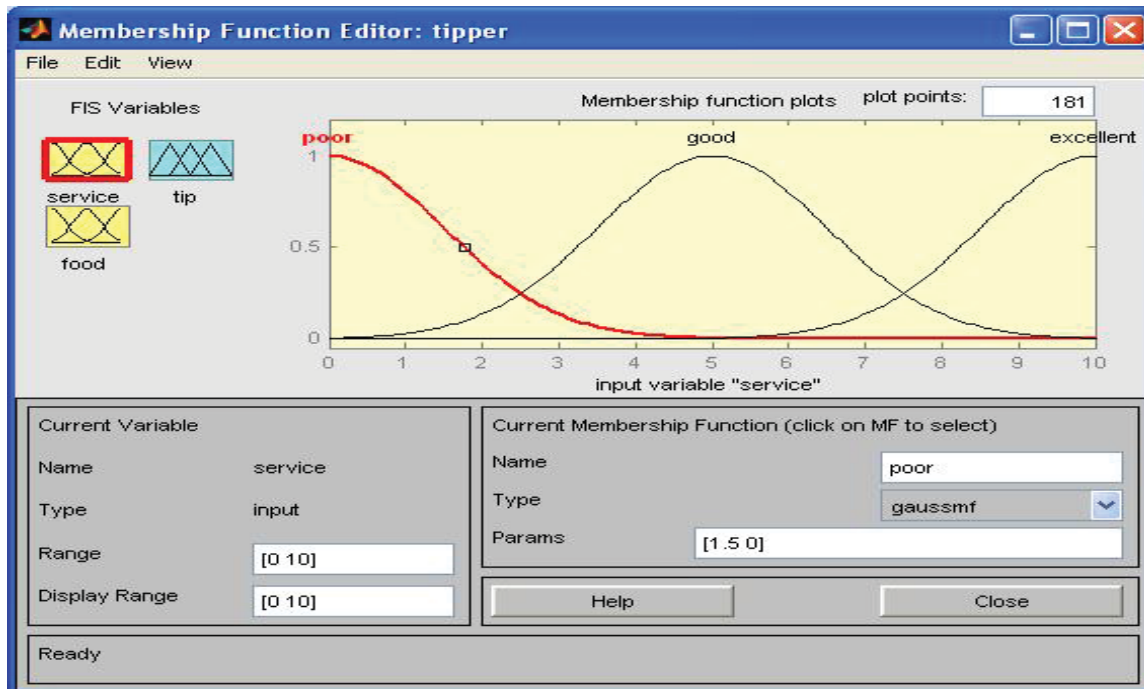 Membership Function Editor: tipper
File Edit View
FIS Variables
service
tip
food
Membership function plots plot points: 181
poor good excellent
1
0.5
0
0 1 2 3 4 5 6 7 8 9 10
input variable "service"
Current Variable
Name service
Type input
Range [0 10]
Display Range [0 10]
Current Membership Function (click on MF to select)
Name poor
Type gaussmf
Params [1.5 0]
Help Close
Ready